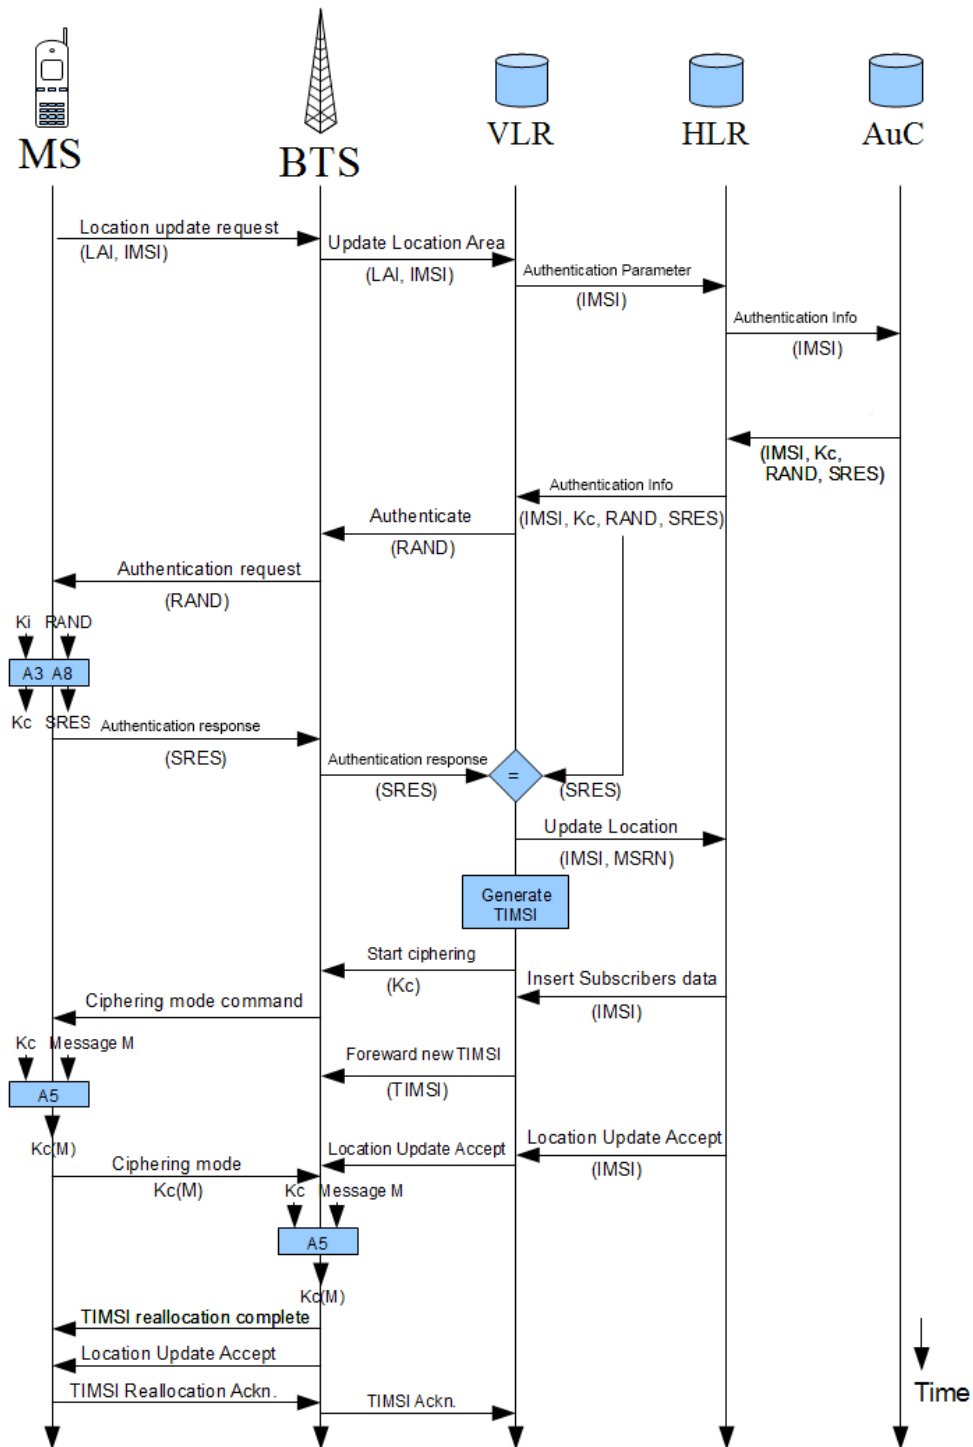 MS
BTS
VLR
HLR
AuC
Location update request
(LAI, IMSI)
Update Location Area
(LAI, IMSI)
Authentication Parameter
(IMSI)
Authentication Info
(IMSI)
(IMSI, Kc,
RAND, SRES)
Authentication Info
(IMSI, Kc, RAND, SRES)
Authenticate
(RAND)
Authentication request
(RAND)
Ki RAND
A3 A8
Kc SRES
Authentication response
(SRES)
Authentication response
(SRES)
=
(SRES)
Update Location
(IMSI, MSRN)
Generate
TIMSI
Start ciphering
(Kc)
Insert Subscribers data
(IMSI)
Ciphering mode command
Kc Message M
A5
Kc(M)
Foreward new TIMSI
(TIMSI)
Location Update Accept
(IMSI)
Location Update Accept
Ciphering mode
Kc(M)
Kc Message M
A5
Kc(M)
TIMSI reallocation complete
Location Update Accept
TIMSI Reallocation Ackn.
TIMSI Ackn.
Time